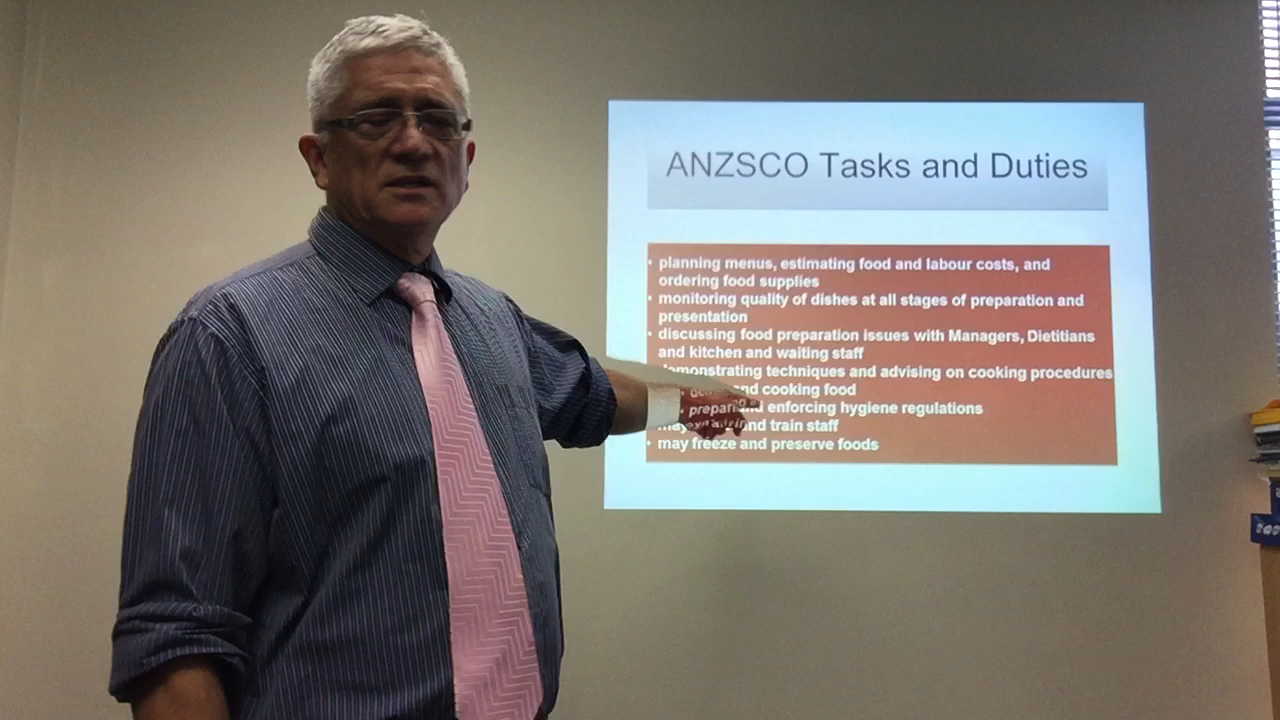 ANZSCO Tasks and Duties
• planning menus, estimating food and labour costs, and
ordering food supplies
• monitoring quality of dishes at all stages of preparation and
presentation
• discussing food preparation issues with Managers, Dietitians
and kitchen and waiting staff
demonstrating techniques and advising on cooking procedures
and cooking food
enforcing hygiene regulations
may and train staff
• may freeze and preserve foods